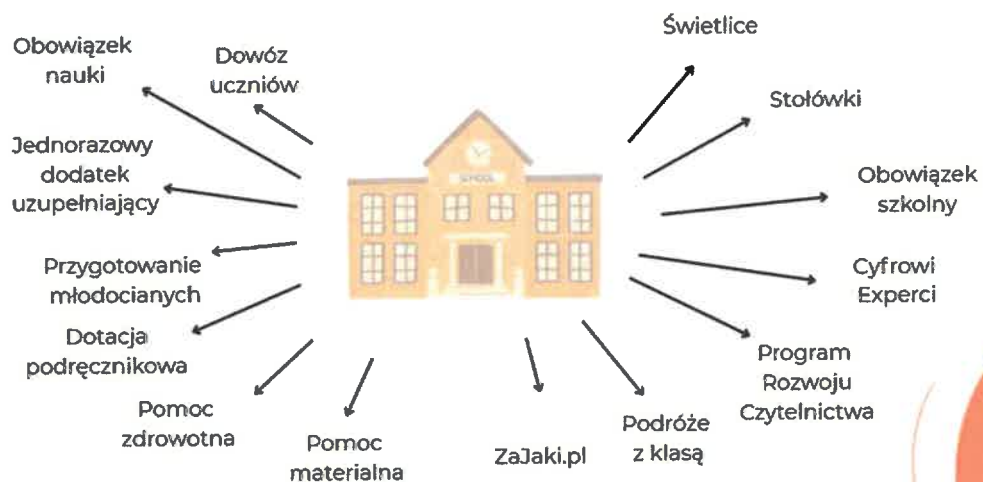 Obowiązek
nauki
Dowóz
uczniów
Świetlice
Stołówki
Jednorazowy
dodatek
uzupełniający
SCHOOL
Obowiązek
szkolny
Przygotowanie
młodocianych
Cyfrowi
Experci
Dotacja
podręcznikowa
Program
Rozwoju
Czytelnictwa
Pomoc
zdrowotna
Pomoc
materialna
ZaJaki.pl
Podróże
z klasą